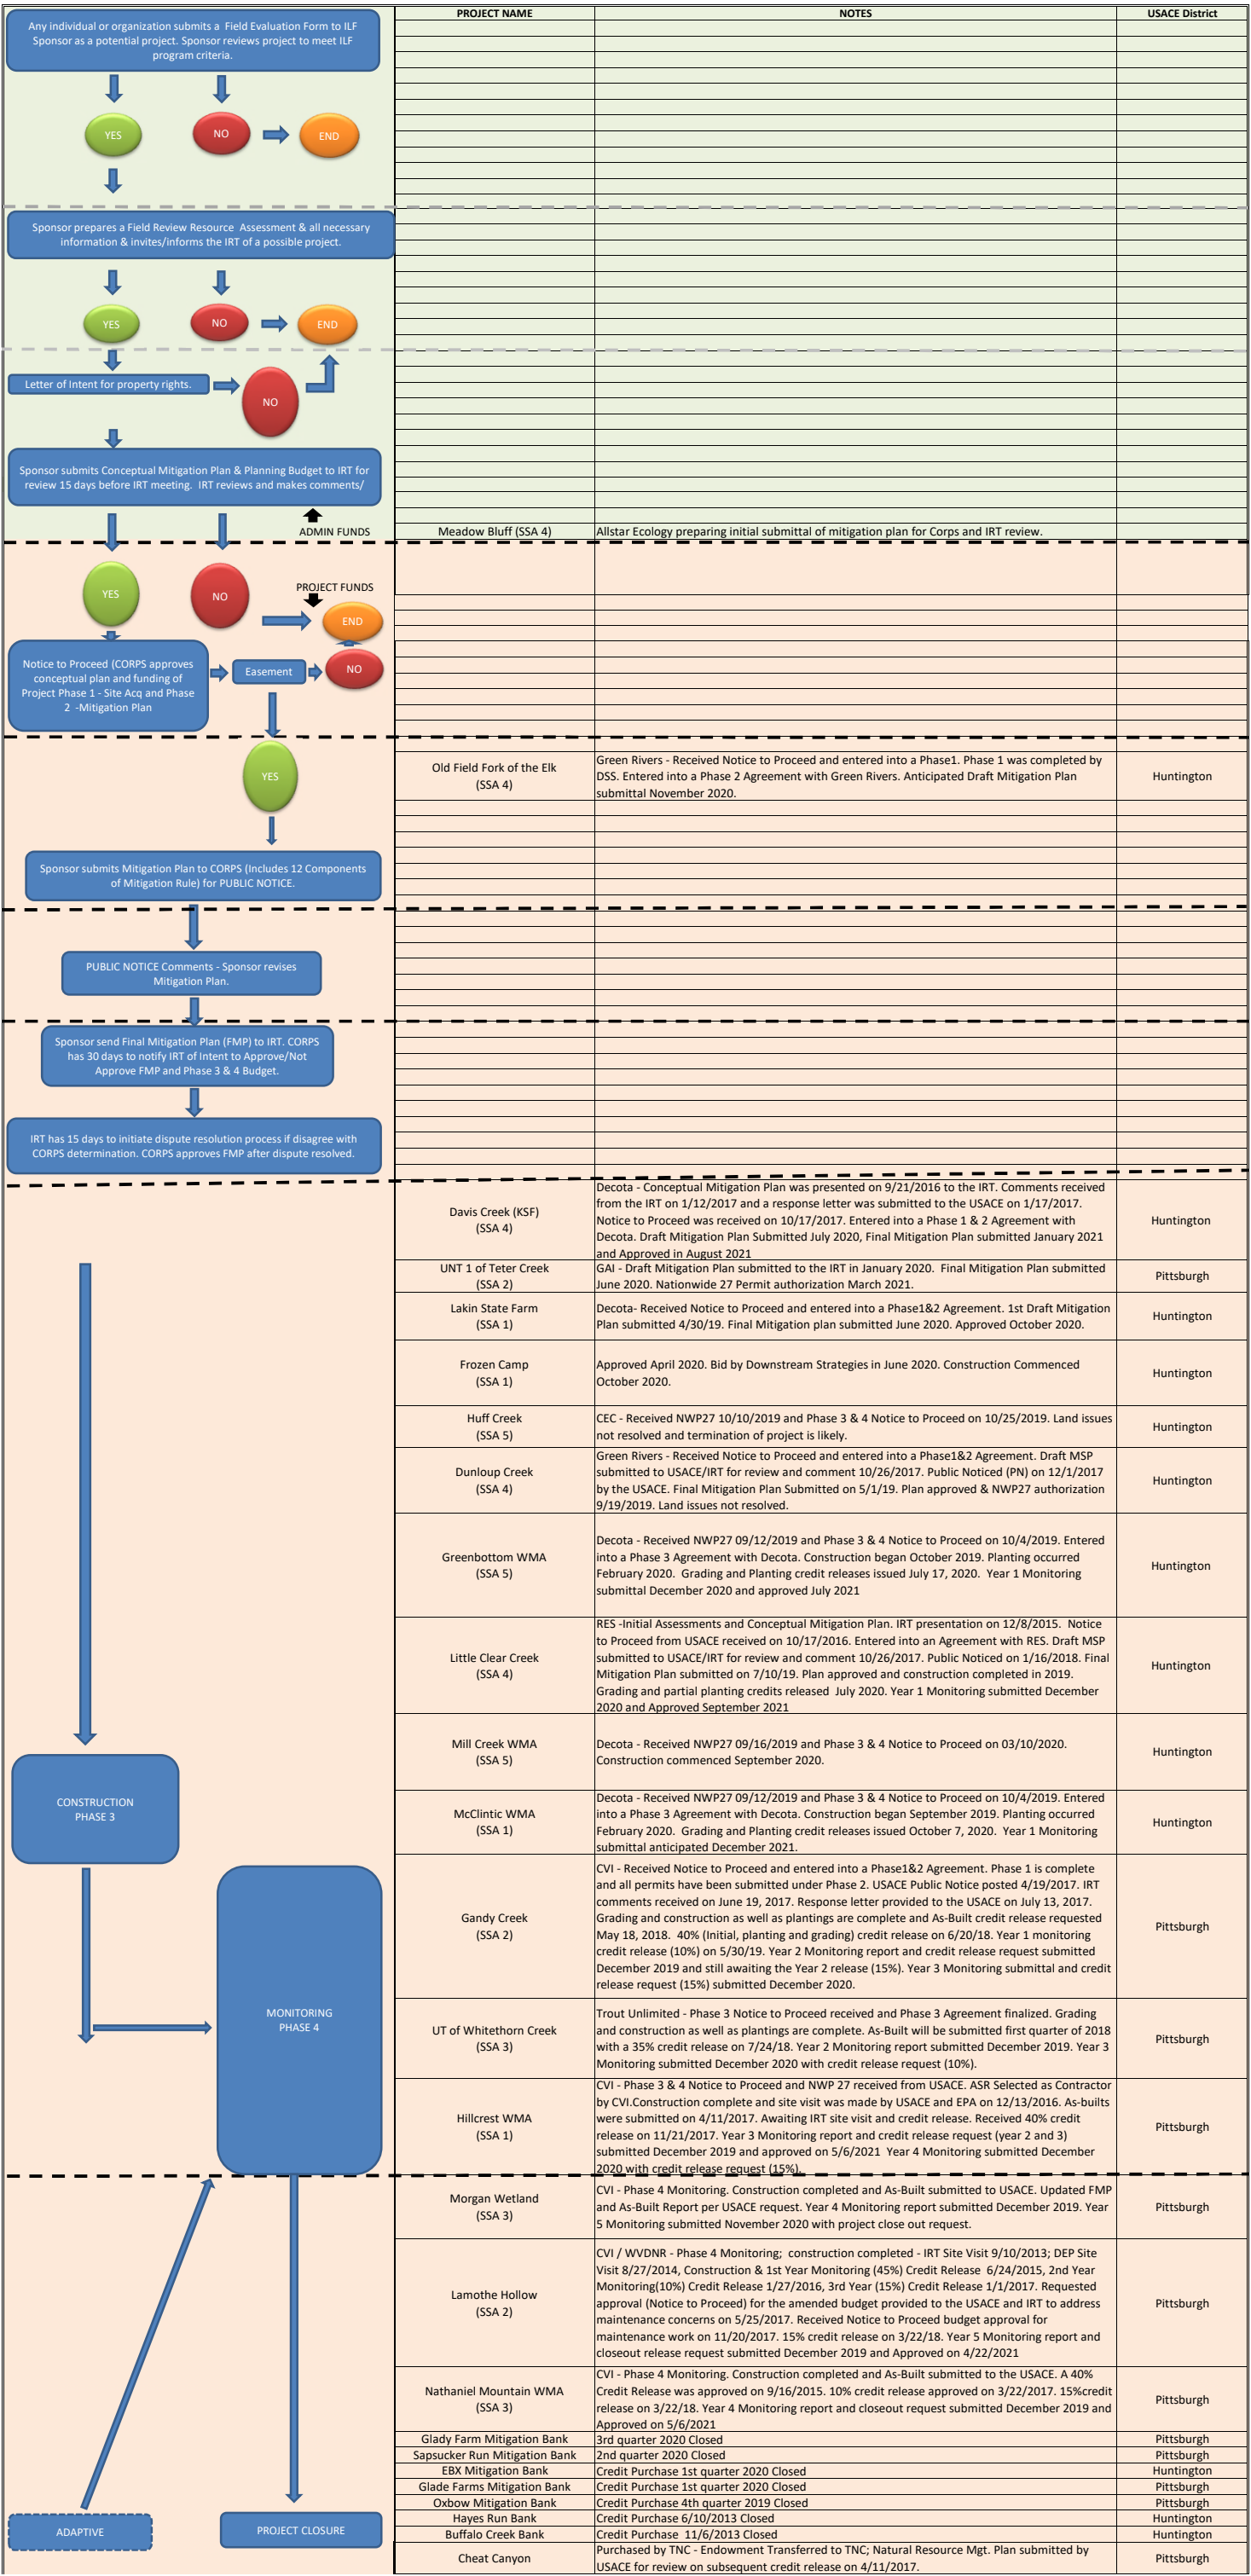 Any individual or organization submits a  Field Evaluation Form to ILF
Sponsor as a potential project. Sponsor reviews project to meet ILF
program criteria.
YES
NO
END
Sponsor prepares a Field Review Resource  Assessment & all necessary
information & invites/informs the IRT of a possible project.
YES
NO
END
Letter of Intent for property rights.
NO
Sponsor submits Conceptual Mitigation Plan & Planning Budget to IRT for
review 15 days before IRT meeting.  IRT reviews and makes comments/
ADMIN FUNDS
YES
NO
PROJECT FUNDS
END
Notice to Proceed (CORPS approves
conceptual plan and funding of
Project Phase 1 - Site Acq and Phase
2  -Mitigation Plan
Easement
NO
YES
Sponsor submits Mitigation Plan to CORPS (Includes 12 Components
of Mitigation Rule) for PUBLIC NOTICE.
PUBLIC NOTICE Comments - Sponsor revises
Mitigation Plan.
Sponsor send Final Mitigation Plan (FMP) to IRT. CORPS
has 30 days to notify IRT of Intent to Approve/Not
Approve FMP and Phase 3 & 4 Budget.
IRT has 15 days to initiate dispute resolution process if disagree with
CORPS determination. CORPS approves FMP after dispute resolved.
CONSTRUCTION
PHASE 3
MONITORING
PHASE 4
ADAPTIVE
PROJECT CLOSURE
PROJECT NAME NOTES USACE District
Meadow Bluff (SSA 4) Allstar Ecology preparing initial submittal of mitigation plan for Corps and IRT review.
Old Field Fork of the Elk
(SSA 4)
Green Rivers - Received Notice to Proceed and entered into a Phase1. Phase 1 was completed by
DSS. Entered into a Phase 2 Agreement with Green Rivers. Anticipated Draft Mitigation Plan
submittal November 2020.
Huntington
Davis Creek (KSF)
(SSA 4)
Decota - Conceptual Mitigation Plan was presented on 9/21/2016 to the IRT. Comments received
from the IRT on 1/12/2017 and a response letter was submitted to the USACE on 1/17/2017.
Notice to Proceed was received on 10/17/2017. Entered into a Phase 1 & 2 Agreement with
Decota. Draft Mitigation Plan Submitted July 2020, Final Mitigation Plan submitted January 2021
and Approved in August 2021
Huntington
UNT 1 of Teter Creek
(SSA 2)
GAI - Draft Mitigation Plan submitted to the IRT in January 2020.  Final Mitigation Plan submitted
June 2020. Nationwide 27 Permit authorization March 2021.
Pittsburgh
Lakin State Farm
(SSA 1)
Decota- Received Notice to Proceed and entered into a Phase1&2 Agreement. 1st Draft Mitigation
Plan submitted 4/30/19. Final Mitigation plan submitted June 2020. Approved October 2020.
Huntington
Frozen Camp
(SSA 1)
Approved April 2020. Bid by Downstream Strategies in June 2020. Construction Commenced
October 2020.
Huntington
Huff Creek
(SSA 5)
CEC - Received NWP27 10/10/2019 and Phase 3 & 4 Notice to Proceed on 10/25/2019. Land issues
not resolved and termination of project is likely.
Huntington
Dunloup Creek
(SSA 4)
Green Rivers - Received Notice to Proceed and entered into a Phase1&2 Agreement. Draft MSP
submitted to USACE/IRT for review and comment 10/26/2017. Public Noticed (PN) on 12/1/2017
by the USACE. Final Mitigation Plan Submitted on 5/1/19. Plan approved & NWP27 authorization
9/19/2019. Land issues not resolved.
Huntington
Greenbottom WMA
(SSA 5)
Decota - Received NWP27 09/12/2019 and Phase 3 & 4 Notice to Proceed on 10/4/2019. Entered
into a Phase 3 Agreement with Decota. Construction began October 2019. Planting occurred
February 2020.  Grading and Planting credit releases issued July 17, 2020.  Year 1 Monitoring
submittal December 2020 and approved July 2021
Huntington
Little Clear Creek
(SSA 4)
RES -Initial Assessments and Conceptual Mitigation Plan. IRT presentation on 12/8/2015.  Notice
to Proceed from USACE received on 10/17/2016. Entered into an Agreement with RES. Draft MSP
submitted to USACE/IRT for review and comment 10/26/2017. Public Noticed on 1/16/2018. Final
Mitigation Plan submitted on 7/10/19. Plan approved and construction completed in 2019.
Grading and partial planting credits released  July 2020. Year 1 Monitoring submitted December
2020 and Approved September 2021
Huntington
Mill Creek WMA
(SSA 5)
Decota - Received NWP27 09/16/2019 and Phase 3 & 4 Notice to Proceed on 03/10/2020.
Construction commenced September 2020.
Huntington
McClintic WMA
(SSA 1)
Decota - Received NWP27 09/12/2019 and Phase 3 & 4 Notice to Proceed on 10/4/2019. Entered
into a Phase 3 Agreement with Decota. Construction began September 2019. Planting occurred
February 2020.  Grading and Planting credit releases issued October 7, 2020.  Year 1 Monitoring
submittal anticipated December 2021.
Huntington
Gandy Creek
(SSA 2)
CVI - Received Notice to Proceed and entered into a Phase1&2 Agreement. Phase 1 is complete
and all permits have been submitted under Phase 2. USACE Public Notice posted 4/19/2017. IRT
comments received on June 19, 2017. Response letter provided to the USACE on July 13, 2017.
Grading and construction as well as plantings are complete and As-Built credit release requested
May 18, 2018.  40% (Initial, planting and grading) credit release on 6/20/18. Year 1 monitoring
credit release (10%) on 5/30/19. Year 2 Monitoring report and credit release request submitted
December 2019 and still awaiting the Year 2 release (15%). Year 3 Monitoring submittal and credit
release request (15%) submitted December 2020.
Pittsburgh
UT of Whitethorn Creek
(SSA 3)
Trout Unlimited - Phase 3 Notice to Proceed received and Phase 3 Agreement finalized. Grading
and construction as well as plantings are complete. As-Built will be submitted first quarter of 2018
with a 35% credit release on 7/24/18. Year 2 Monitoring report submitted December 2019. Year 3
Monitoring submitted December 2020 with credit release request (10%).
Pittsburgh
Hillcrest WMA
(SSA 1)
CVI - Phase 3 & 4 Notice to Proceed and NWP 27 received from USACE. ASR Selected as Contractor
by CVI.Construction complete and site visit was made by USACE and EPA on 12/13/2016. As-builts
were submitted on 4/11/2017. Awaiting IRT site visit and credit release. Received 40% credit
release on 11/21/2017. Year 3 Monitoring report and credit release request (year 2 and 3)
submitted December 2019 and approved on 5/6/2021  Year 4 Monitoring submitted December
2020 with credit release request (15%).
Pittsburgh
Morgan Wetland
(SSA 3)
CVI - Phase 4 Monitoring. Construction completed and As-Built submitted to USACE. Updated FMP
and As-Built Report per USACE request. Year 4 Monitoring report submitted December 2019. Year
5 Monitoring submitted November 2020 with project close out request.
Pittsburgh
Lamothe Hollow
(SSA 2)
CVI / WVDNR - Phase 4 Monitoring;  construction completed - IRT Site Visit 9/10/2013; DEP Site
Visit 8/27/2014, Construction & 1st Year Monitoring (45%) Credit Release  6/24/2015, 2nd Year
Monitoring(10%) Credit Release 1/27/2016, 3rd Year (15%) Credit Release 1/1/2017. Requested
approval (Notice to Proceed) for the amended budget provided to the USACE and IRT to address
maintenance concerns on 5/25/2017. Received Notice to Proceed budget approval for
maintenance work on 11/20/2017. 15% credit release on 3/22/18. Year 5 Monitoring report and
closeout release request submitted December 2019 and Approved on 4/22/2021
Pittsburgh
Nathaniel Mountain WMA
(SSA 3)
CVI - Phase 4 Monitoring. Construction completed and As-Built submitted to the USACE. A 40%
Credit Release was approved on 9/16/2015. 10% credit release approved on 3/22/2017. 15%credit
release on 3/22/18. Year 4 Monitoring report and closeout request submitted December 2019 and
Approved on 5/6/2021
Pittsburgh
Glady Farm Mitigation Bank 3rd quarter 2020 Closed Pittsburgh
Sapsucker Run Mitigation Bank 2nd quarter 2020 Closed Pittsburgh
EBX Mitigation Bank Credit Purchase 1st quarter 2020 Closed Huntington
Glade Farms Mitigation Bank Credit Purchase 1st quarter 2020 Closed Pittsburgh
Oxbow Mitigation Bank Credit Purchase 4th quarter 2019 Closed Pittsburgh
Hayes Run Bank Credit Purchase 6/10/2013 Closed Huntington
Buffalo Creek Bank Credit Purchase  11/6/2013 Closed Huntington
Cheat Canyon
Purchased by TNC - Endowment Transferred to TNC; Natural Resource Mgt. Plan submitted by
USACE for review on subsequent credit release on 4/11/2017.
Pittsburgh